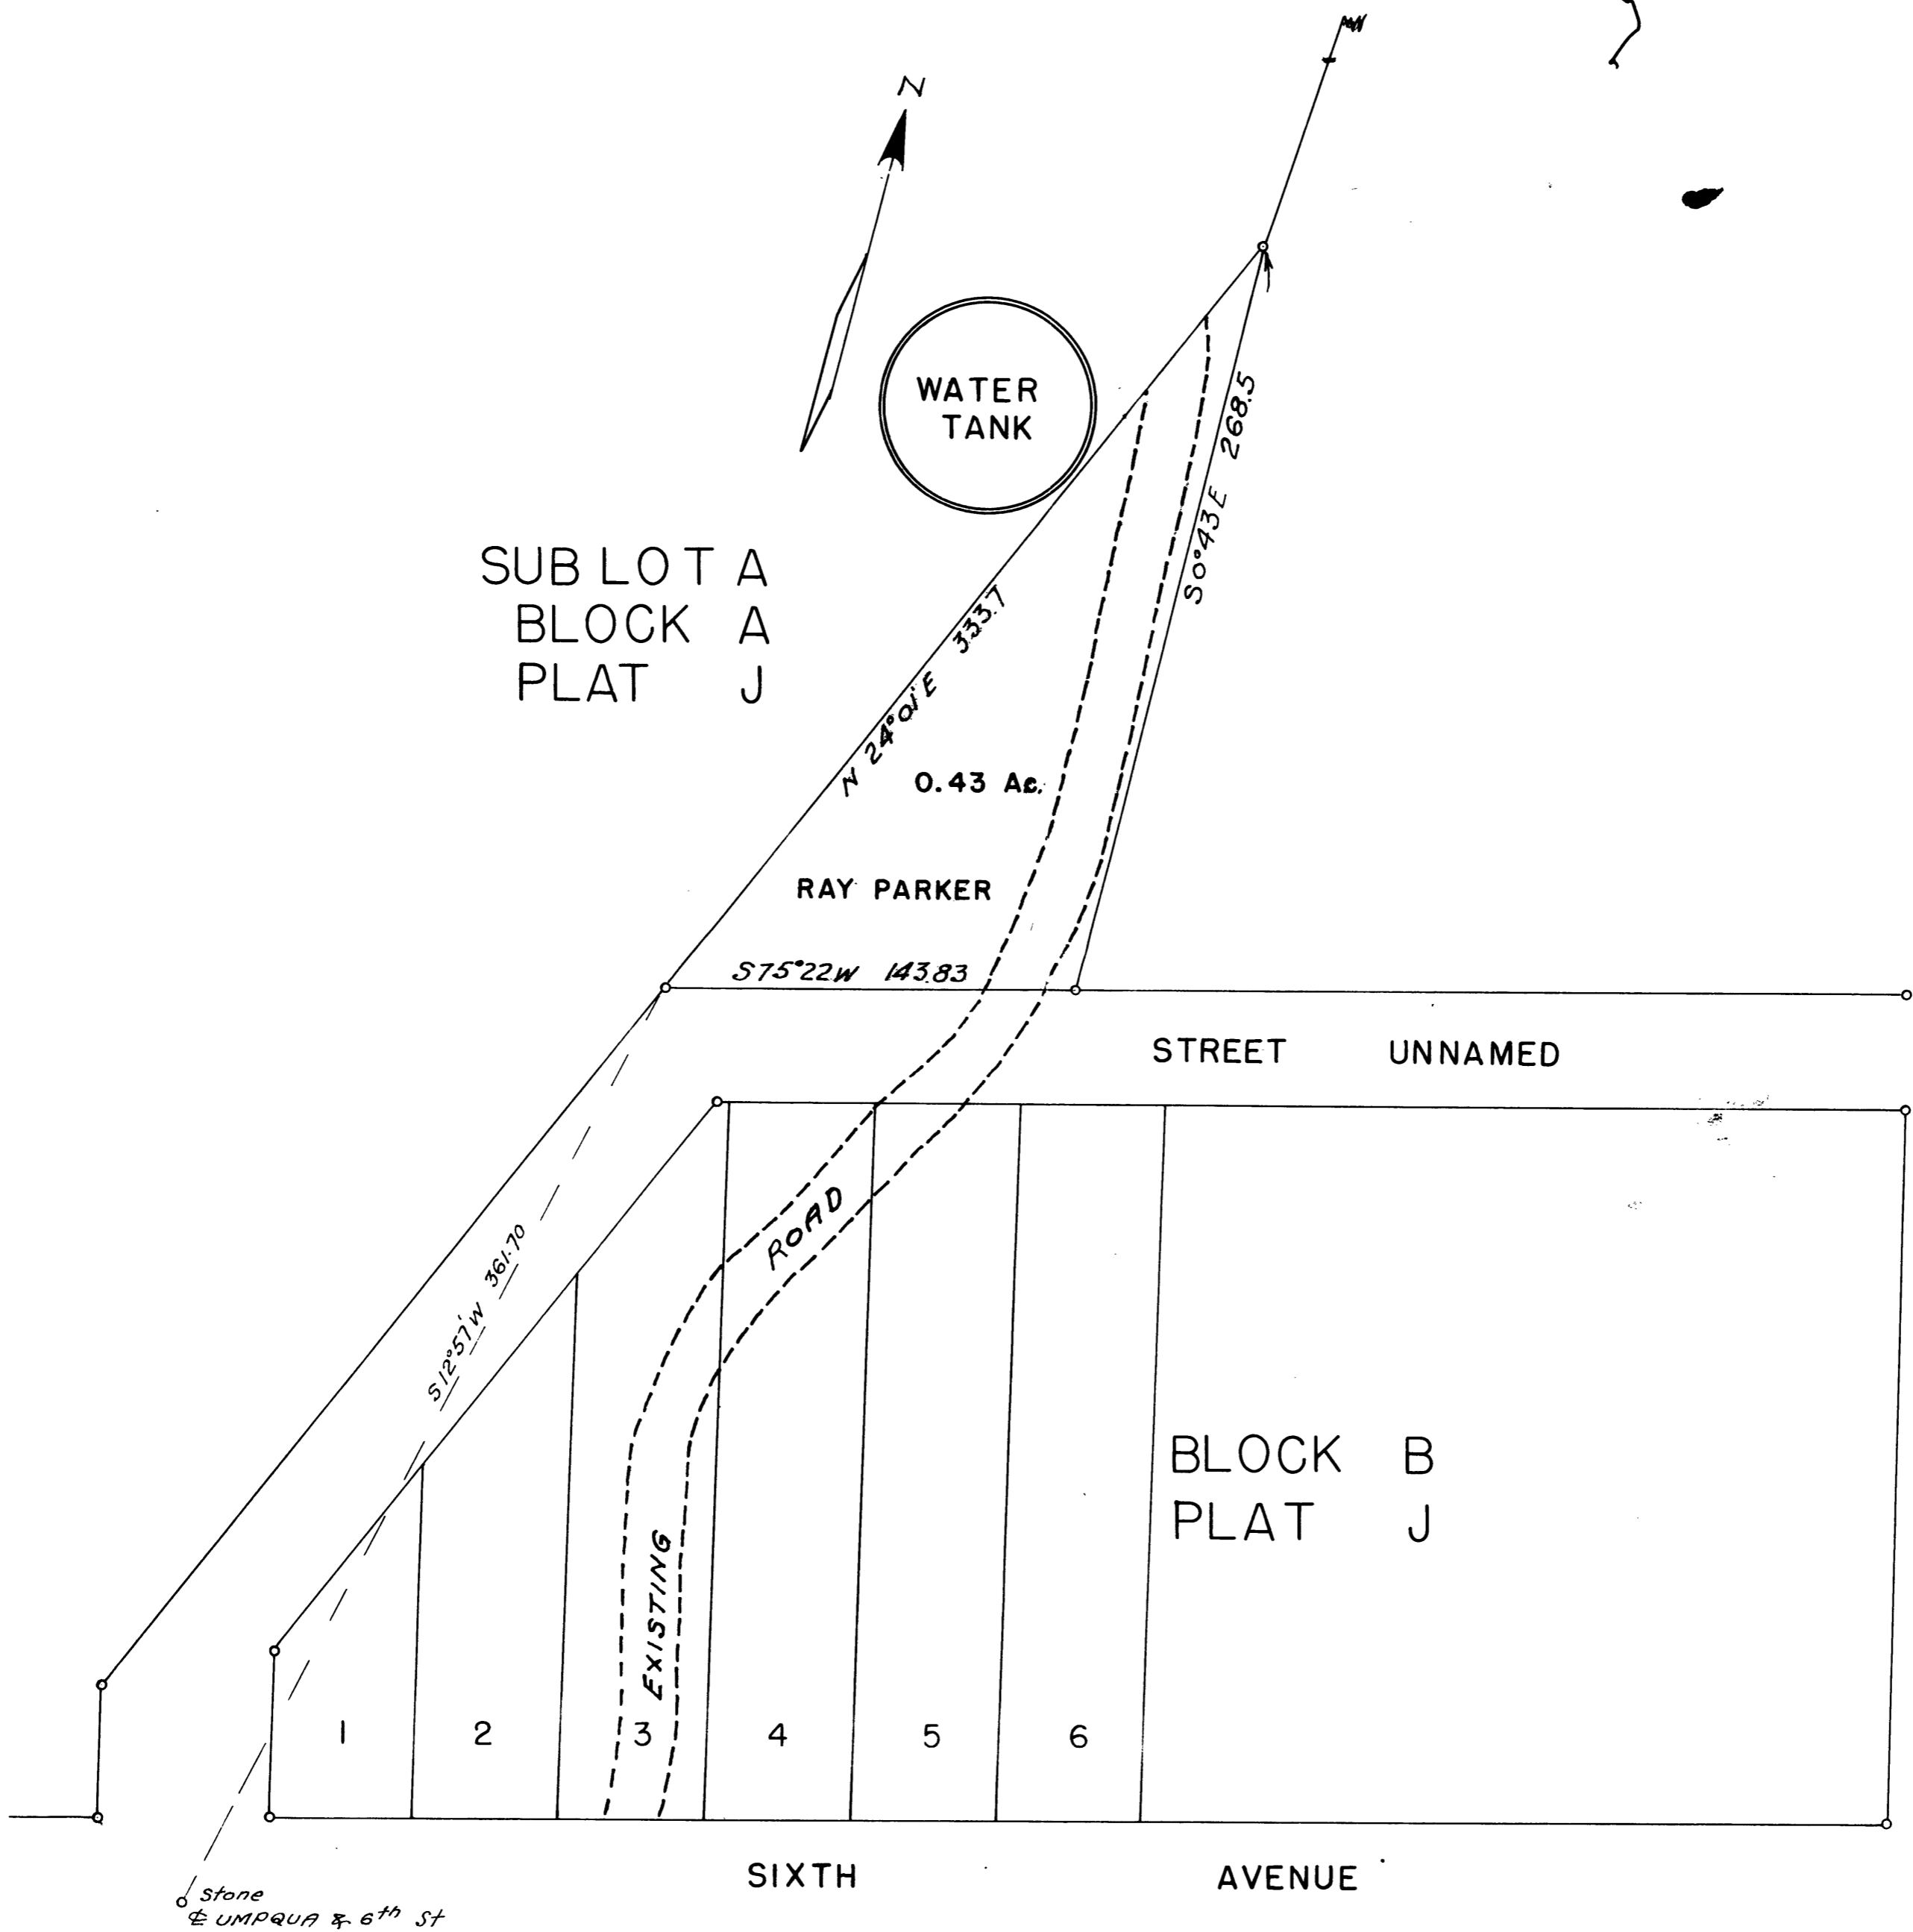 N
WATER
TANK
S0°43E 268.5
SUB LOT A
BLOCK A
PLAT J
N 24°01'E 333.7
0.43 Ac.
RAY PARKER
S75°22W 143.83
STREET UNNAMED
S12°57'W 361.70
ROAD
EXISTING
BLOCK B
PLAT J
1 2 3 4 5 6
SIXTH AVENUE
stone
℄ UMPQUA & 6th St